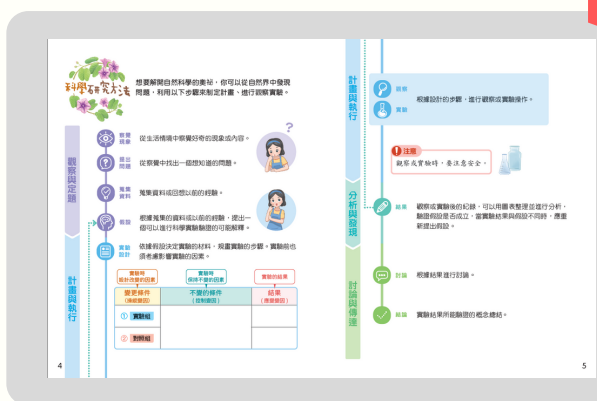 科學研究方法
想要解開自然科學的奧祕，你可以從自然界中發現
問題，利用以下步驟來制定計畫、進行觀察實驗。
觀察與定題
察覺
現象
從生活情境中察覺好奇的現象或內容。
?
提出
問題
從察覺中找出一個想知道的問題。
蒐集
資料
蒐集資料或回想以前的經驗。
假設
根據蒐集的資料或以前的經驗，提出一
個可以進行科學實驗驗證的可能解釋。
計畫與執行
實驗
設計
依據假設決定實驗的材料，規畫實驗的步驟。實驗前也
須考慮影響實驗的因素。
實驗時
設計改變的因素
實驗時
保持不變的因素
實驗的結果
變更條件
(操縱變因)
不變的條件
(控制變因)
結果
(應變變因)
① 實驗組
② 對照組
4
計畫與執行
觀察
實驗
根據設計的步驟，進行觀察或實驗操作。
! 注意
觀察或實驗時，要注意安全。
分析與發現
結果
觀察或實驗後的紀錄，可以用圖表整理並進行分析，
驗證假設是否成立，當實驗結果與假設不同時，應重
新提出假設。
討論與傳達
討論
根據結果進行討論。
結論
實驗結果所能驗證的概念總結。
5